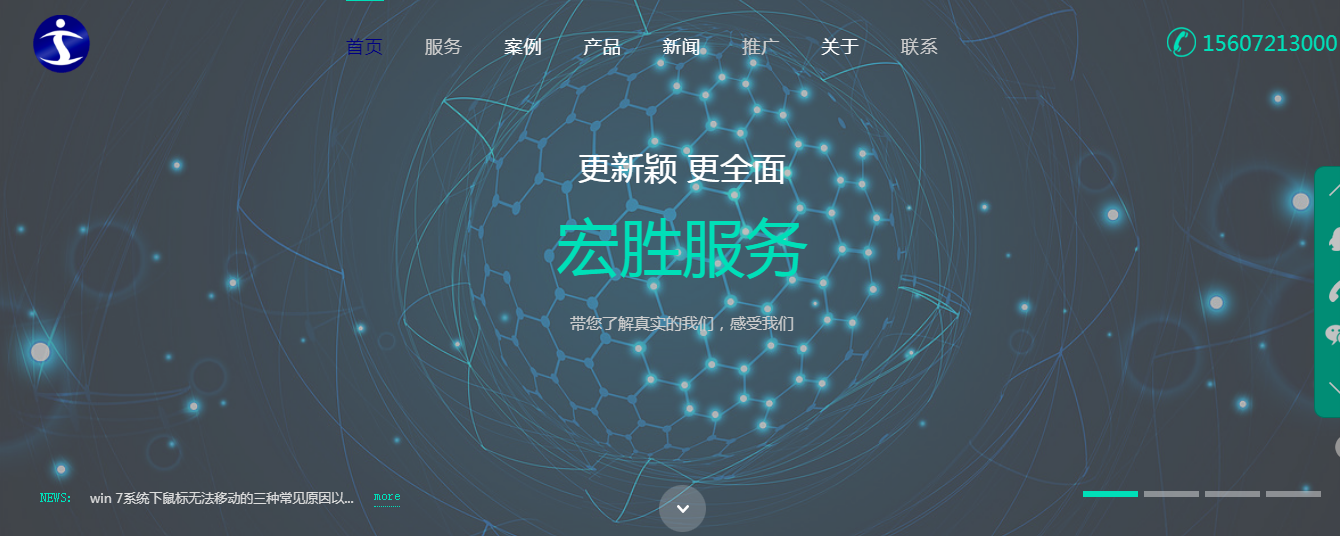 首页 服务 案例 产品 新闻 推广 关于 联系 15607213000
更新颖 更全面
宏胜服务
带您了解真实的我们，感受我们
NEWS: win 7系统下鼠标无法移动的三种常见原因以... more